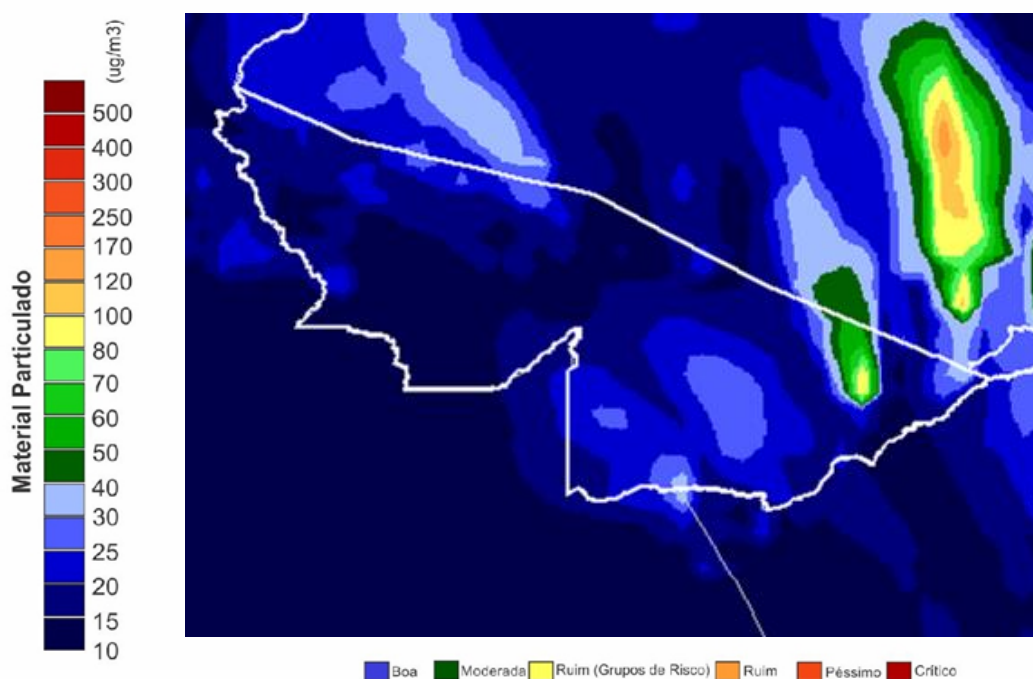 (ug/m3)
Material Particulado
500
400
300
250
170
120
100
80
70
60
50
40
30
25
20
15
10
Boa
Moderada
Ruim (Grupos de Risco)
Ruim
Péssimo
Crítico